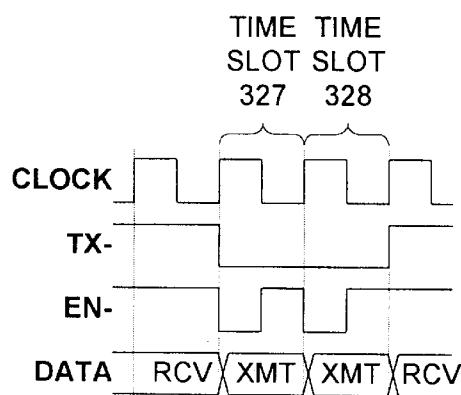 TIME TIME
SLOT SLOT
327 328
CLOCK
TX-
EN-
DATA RCV XMT XMT RCV